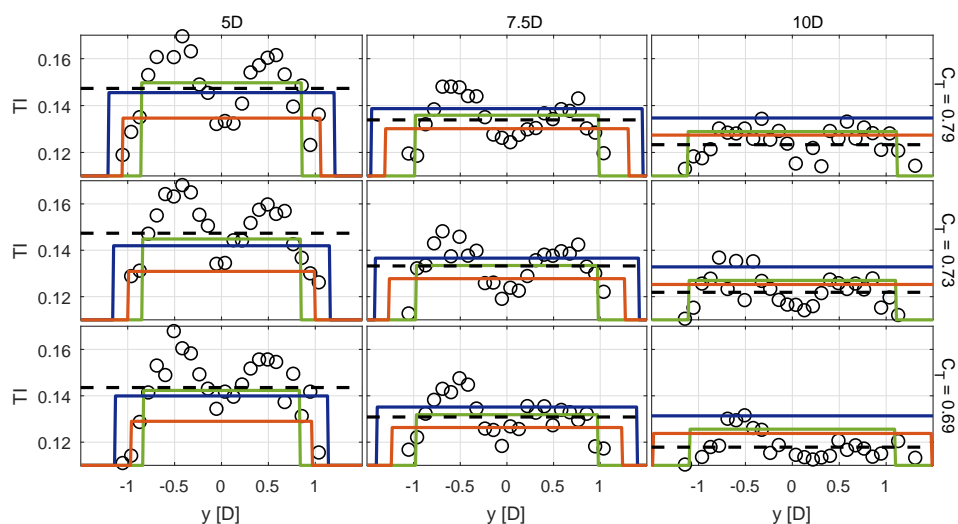 5D 7.5D 10D
0.16
0.14
0.12
TI
C_T = 0.79
0.16
0.14
0.12
TI
C_T = 0.73
0.16
0.14
0.12
TI
C_T = 0.69
-1 -0.5 0 0.5 1 -1 -0.5 0 0.5 1 -1 -0.5 0 0.5 1
y [D] y [D] y [D]